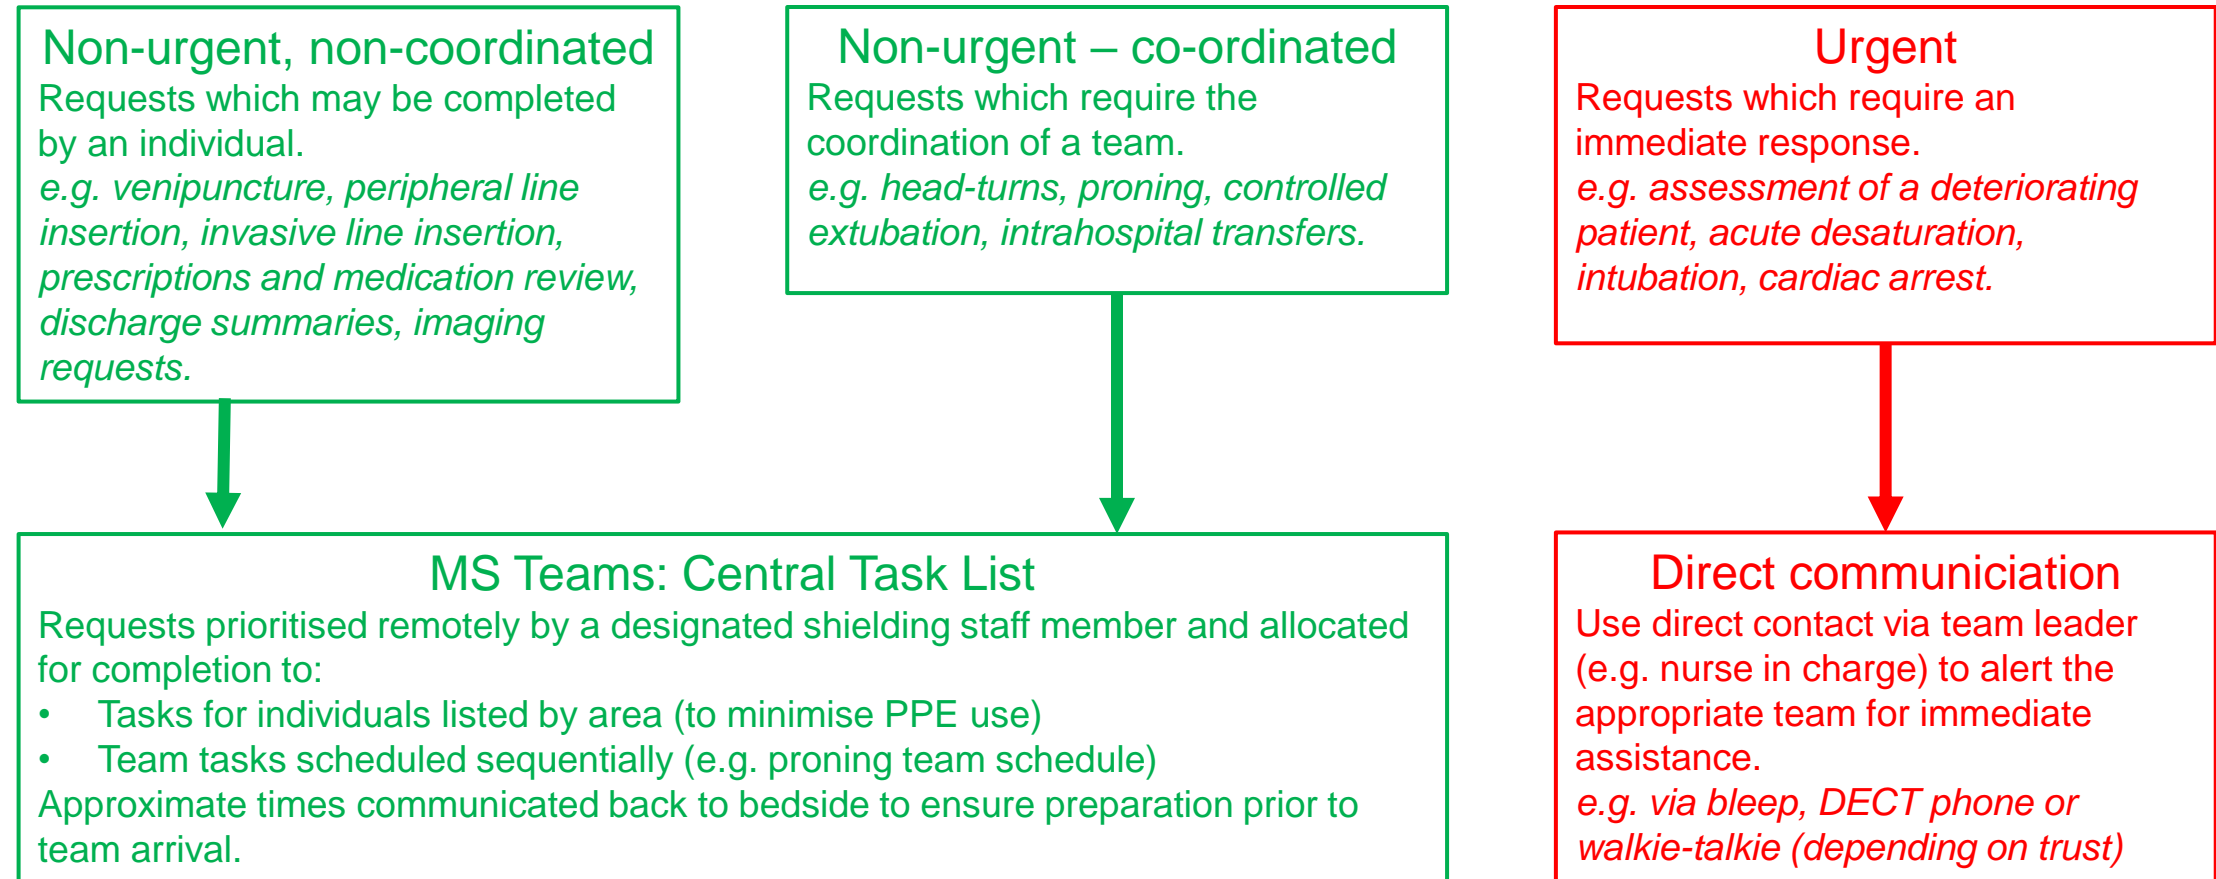 Non-urgent, non-coordinated
Requests which may be completed
by an individual.
e.g. venipuncture, peripheral line
insertion, invasive line insertion,
prescriptions and medication review,
discharge summaries, imaging
requests.
Non-urgent – co-ordinated
Requests which require the
coordination of a team.
e.g. head-turns, proning, controlled
extubation, intrahospital transfers.
Urgent
Requests which require an
immediate response.
e.g. assessment of a deteriorating
patient, acute desaturation,
intubation, cardiac arrest.
MS Teams: Central Task List
Requests prioritised remotely by a designated shielding staff member and allocated
for completion to:
• Tasks for individuals listed by area (to minimise PPE use)
• Team tasks scheduled sequentially (e.g. proning team schedule)
Approximate times communicated back to bedside to ensure preparation prior to
team arrival.
Direct communiciation
Use direct contact via team leader
(e.g. nurse in charge) to alert the
appropriate team for immediate
assistance.
e.g. via bleep, DECT phone or
walkie-talkie (depending on trust)